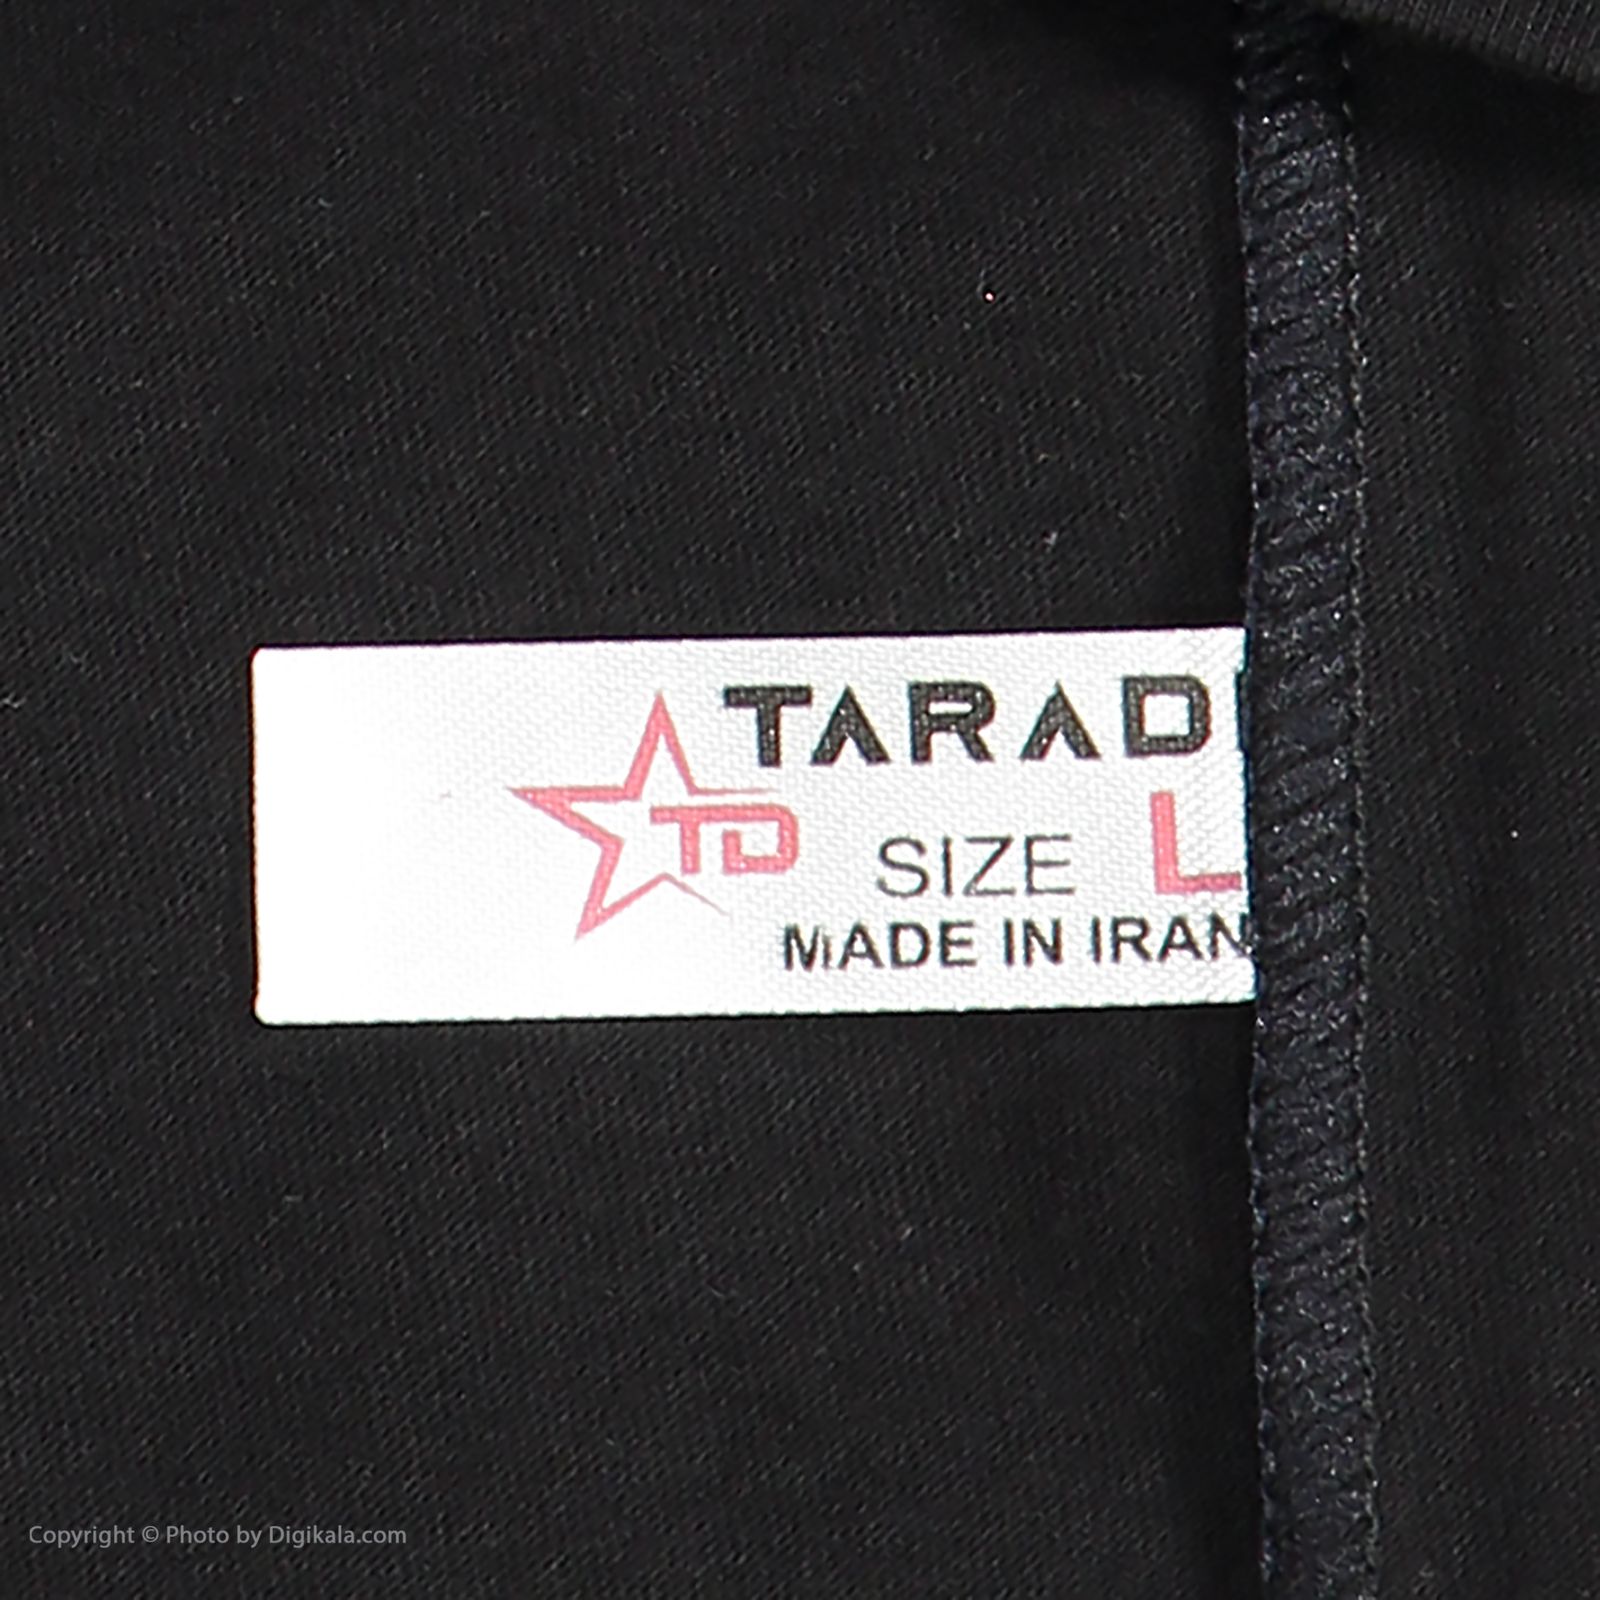 TARAD
TD
SIZE L
MADE IN IRAN
Copyright © Photo by Digikala.com